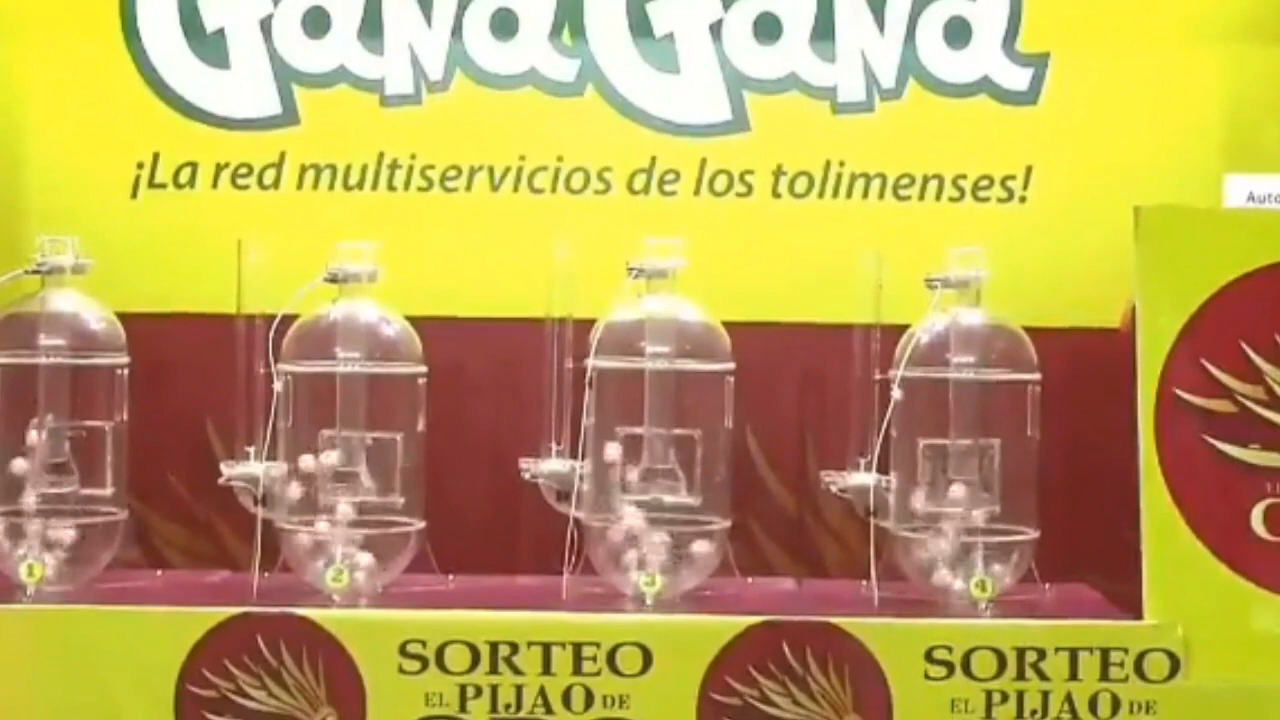 GanaGana
¡La red multiservicios de los tolimenses!
1
2
3
4
SORTEO
EL PIJAO DE
SORTEO
EL PIJAO DE